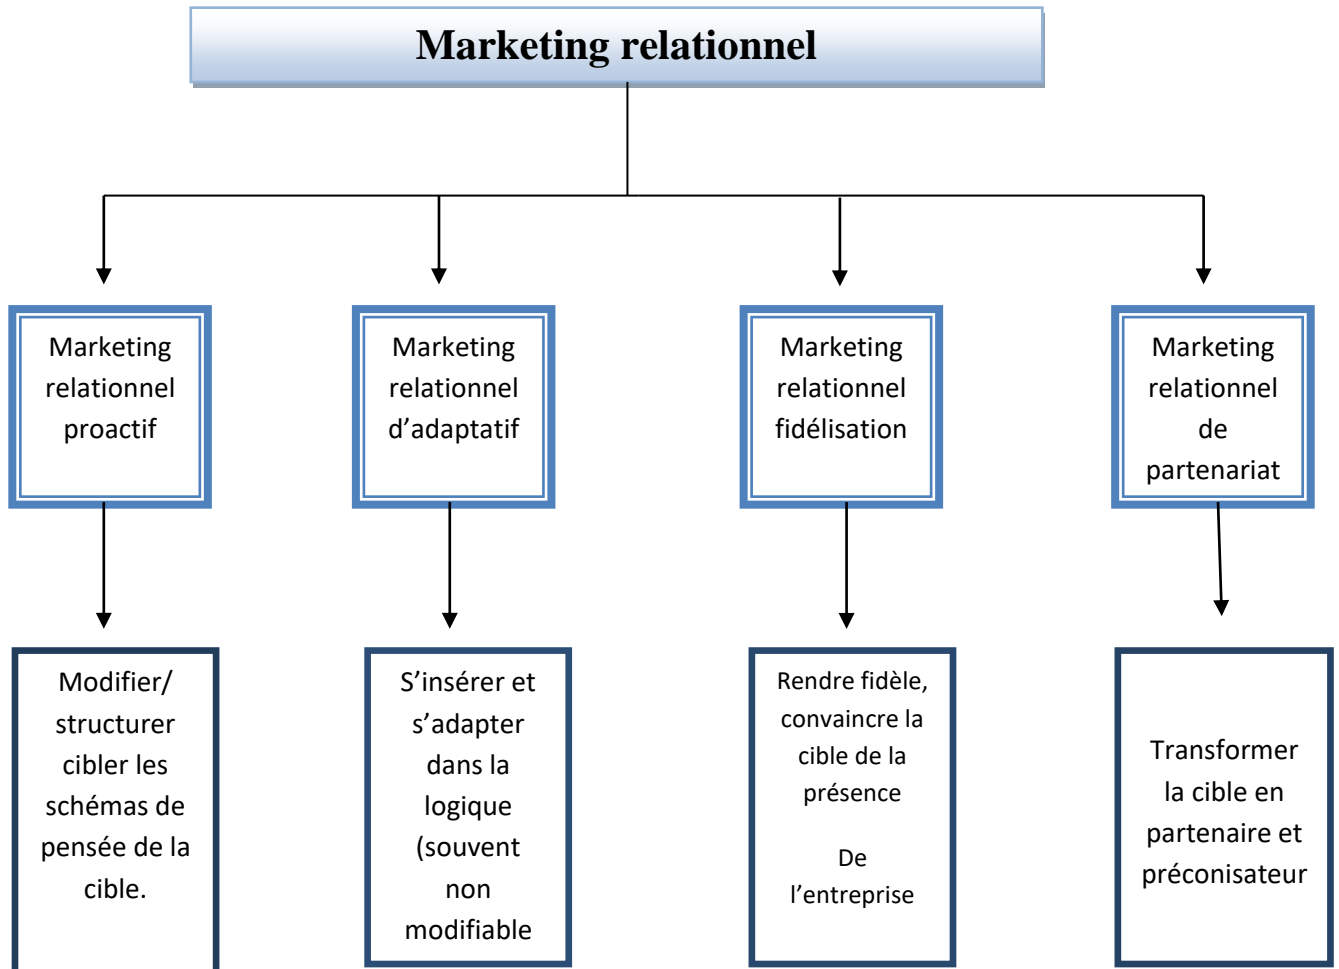 Marketing relationnel
Marketing
relationnel
proactif
Marketing
relationnel
d’adaptatif
Marketing
relationnel
fidélisation
Marketing
relationnel
de
partenariat
Modifier/
structurer
cibler les
schémas de
pensée de la
cible.
S’insérer et
s’adapter
dans la
logique
(souvent
non
modifiable
Rendre fidèle,
convaincre la
cible de la
présence
De
l’entreprise
Transformer
la cible en
partenaire et
préconisateur